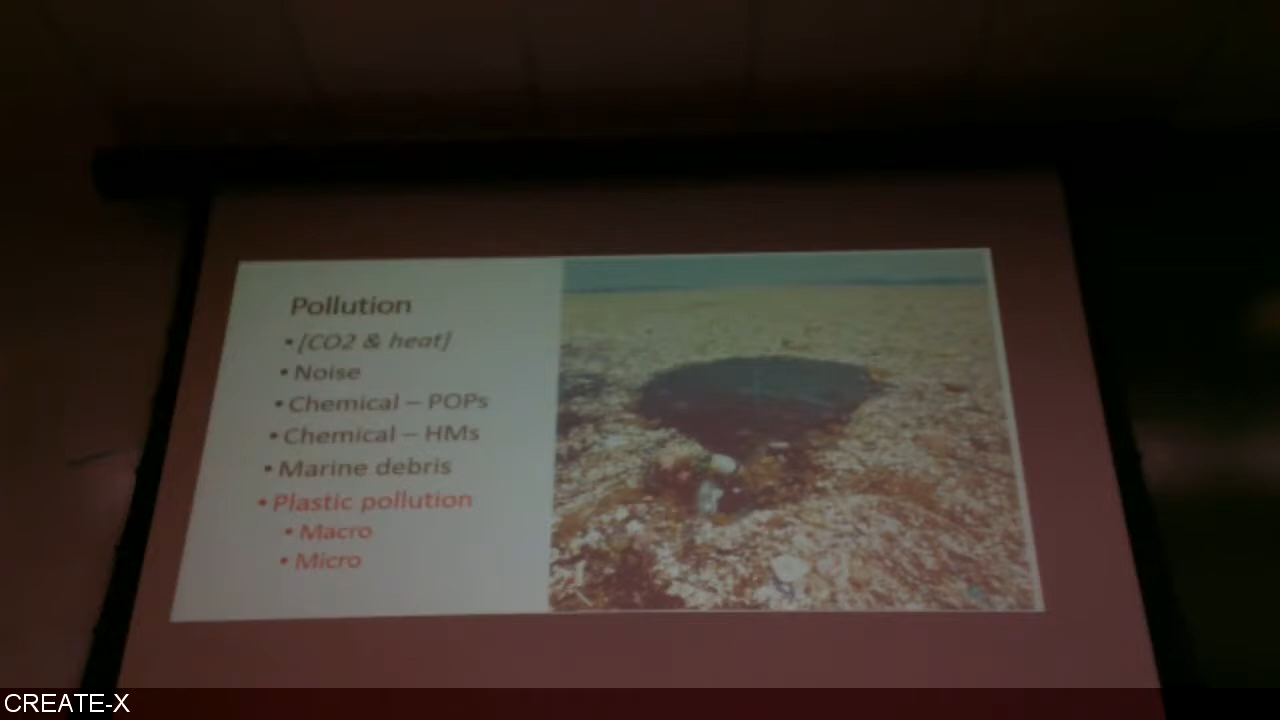 Pollution
• [CO2 & heat]
• Noise
• Chemical – POPs
• Chemical – HMs
• Marine debris
• Plastic pollution
• Macro
• Micro
CREATE-X